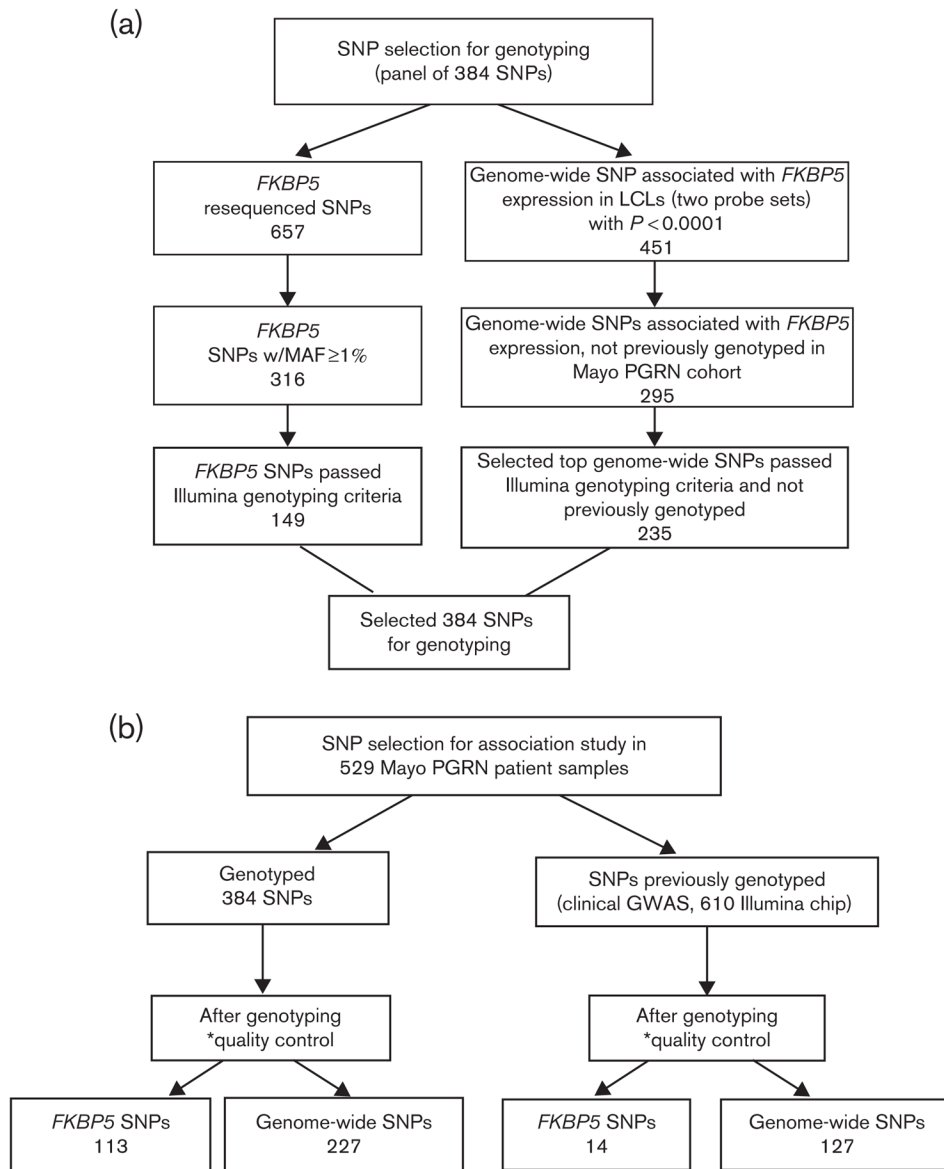 (a)
SNP selection for genotyping
(panel of 384 SNPs)
FKBP5
resequenced SNPs
657
Genome-wide SNP associated with FKBP5
expression in LCLs (two probe sets)
with P < 0.0001
451
FKBP5
SNPs w/MAF ≥ 1%
316
Genome-wide SNPs associated with FKBP5
expression, not previously genotyped in
Mayo PGRN cohort
295
FKBP5 SNPs passed
Illumina genotyping criteria
149
Selected top genome-wide SNPs passed
Illumina genotyping criteria and not
previously genotyped
235
Selected 384 SNPs
for genotyping
(b)
SNP selection for association study in
529 Mayo PGRN patient samples
Genotyped
384 SNPs
SNPs previously genotyped
(clinical GWAS, 610 Illumina chip)
After genotyping
*quality control
After genotyping
*quality control
FKBP5 SNPs
113
Genome-wide SNPs
227
FKBP5 SNPs
14
Genome-wide SNPs
127